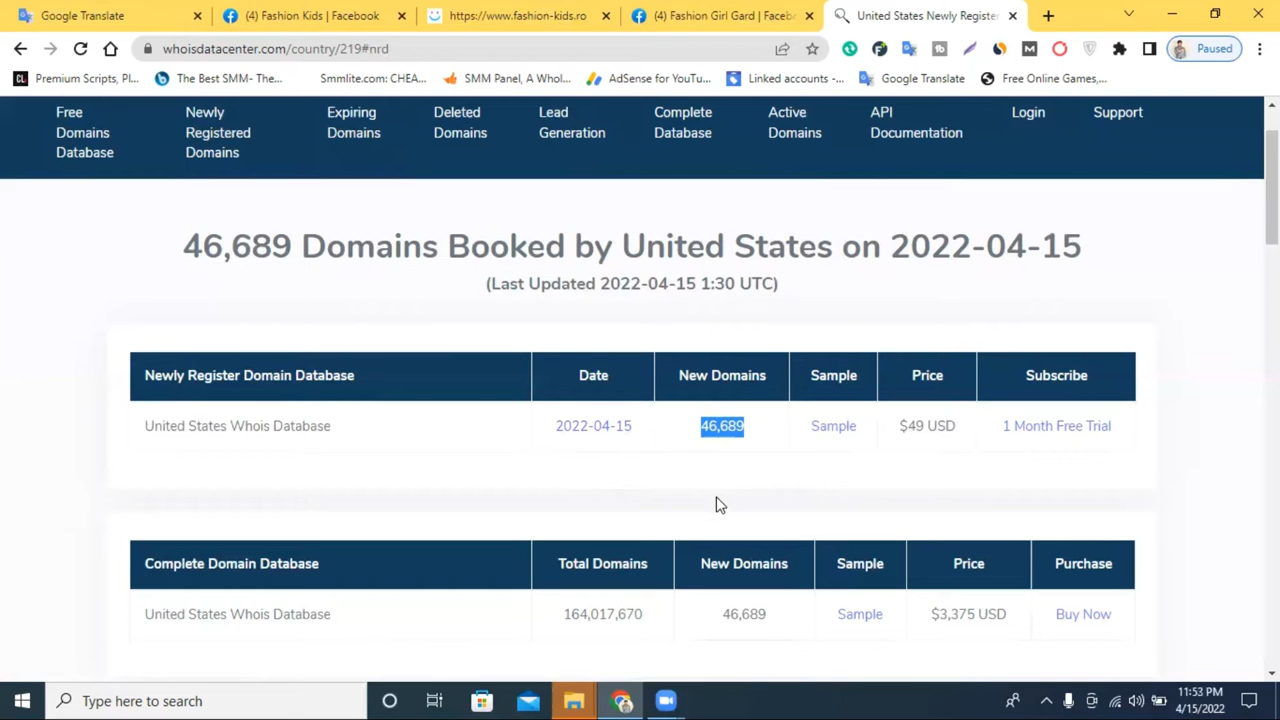 Google Translate
(4) Fashion Kids | Facebook
https://www.fashion-kids.ro
(4) Fashion Girl Gard | Faceb
United States Newly Register
whoisdatacenter.com/country/219#nrd
Paused
CL Premium Scripts, Pl...
The Best SMM- The...
Smmlite.com: CHEA...
SMM Panel, A Whol...
AdSense for YouTu...
Linked accounts -...
Google Translate
Free Online Games,...
Free Domains Database
Newly Registered Domains
Expiring Domains
Deleted Domains
Lead Generation
Complete Database
Active Domains
API Documentation
Login
Support
46,689 Domains Booked by United States on 2022-04-15
(Last Updated 2022-04-15 1:30 UTC)
Newly Register Domain Database Date New Domains Sample Price Subscribe
United States Whois Database 2022-04-15 46,689 Sample $49 USD 1 Month Free Trial
Complete Domain Database Total Domains New Domains Sample Price Purchase
United States Whois Database 164,017,670 46,689 Sample $3,375 USD Buy Now
Type here to search
11:53 PM
4/15/2022